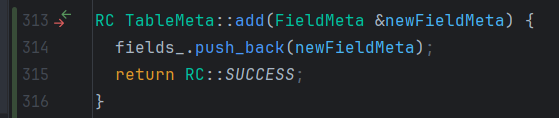 313 RC TableMeta::add(FieldMeta &newFieldMeta) {
314   fields_.push_back(newFieldMeta);
315   return RC::SUCCESS;
316 }